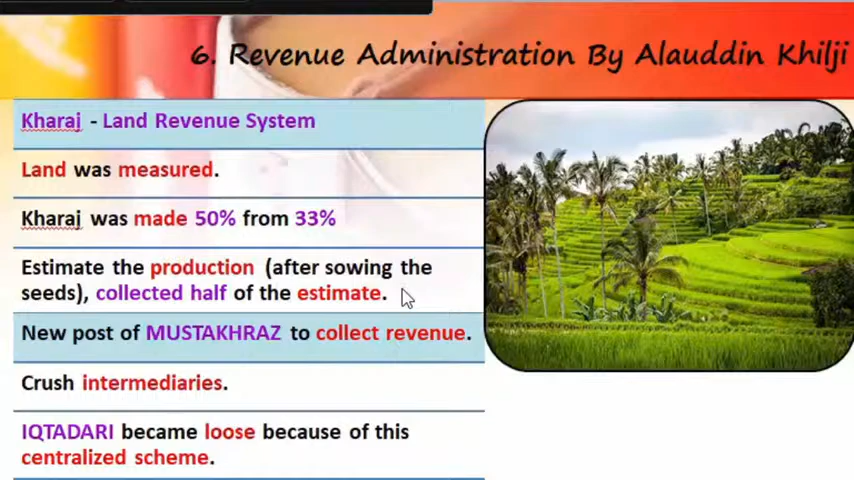 6. Revenue Administration By Alauddin Khilji
Kharaj - Land Revenue System
Land was measured.
Kharaj was made 50% from 33%
Estimate the production (after sowing the
seeds), collected half of the estimate.
New post of MUSTAKHRAZ to collect revenue.
Crush intermediaries.
IQTADARI became loose because of this
centralized scheme.